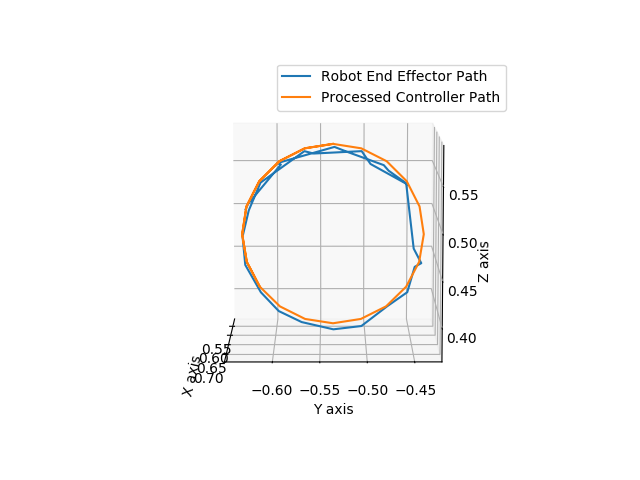 Robot End Effector Path
Processed Controller Path
0.55
0.50
0.45
0.40
Z axis
0.55
0.60
0.65
0.70
X axis
−0.60 −0.55 −0.50 −0.45
Y axis